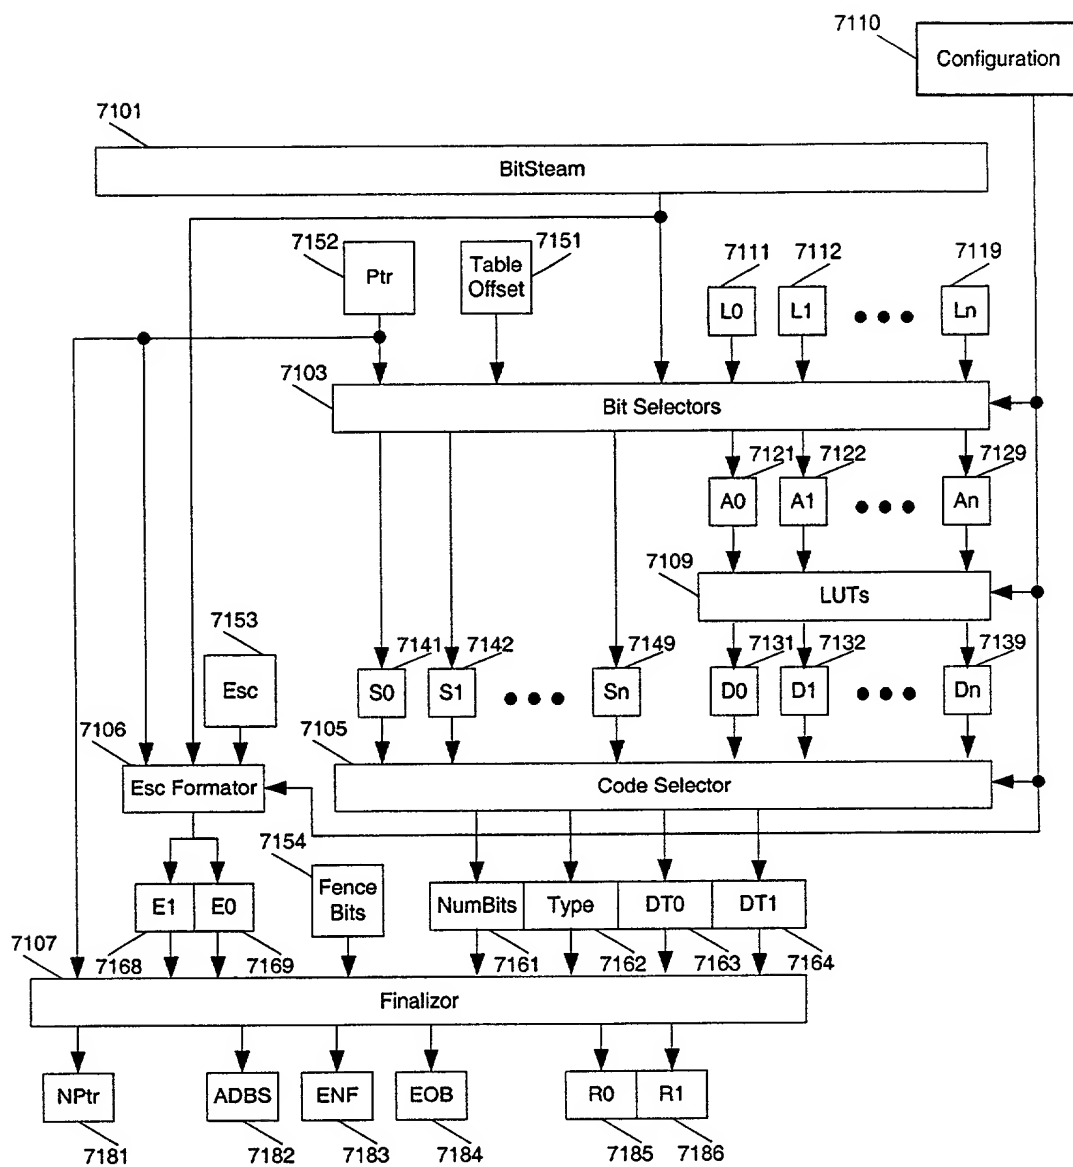 7110
Configuration
7101
BitSteam
7152
Ptr
Table
Offset
7151
7111
L0
7112
L1
7119
Ln
7103
Bit Selectors
7121
A0
7122
A1
7129
An
7109
LUTs
7153
Esc
7141
S0
7142
S1
7149
Sn
7131
D0
7132
D1
7139
Dn
7106
Esc Formator
7105
Code Selector
7154
Fence
Bits
E1
E0
NumBits
Type
DT0
DT1
7107
7168
7169
7161
7162
7163
7164
Finalizor
NPtr
ADBS
ENF
EOB
R0
R1
7181
7182
7183
7184
7185
7186